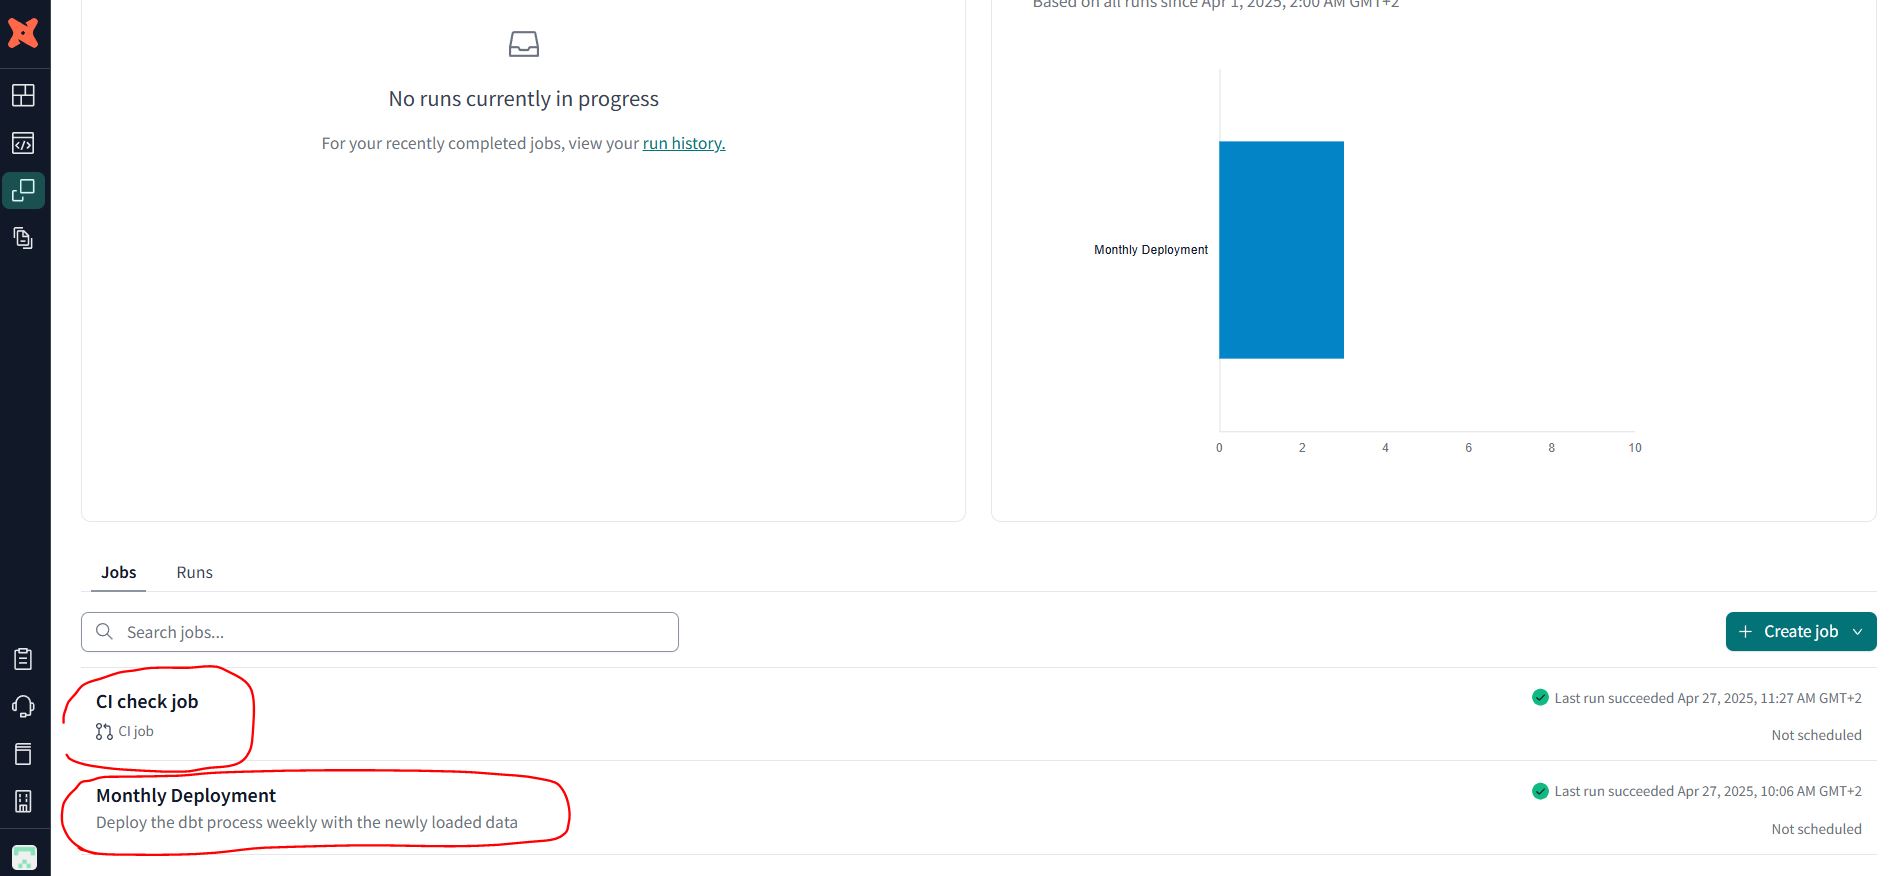 Based on all runs since Apr 1, 2025, 2:00 AM GMT+2
No runs currently in progress
For your recently completed jobs, view your run history.
Monthly Deployment
0 2 4 6 8 10
Jobs Runs
Search jobs...
Create job
CI check job
Last run succeeded Apr 27, 2025, 11:27 AM GMT+2
CI job
Not scheduled
Monthly Deployment
Last run succeeded Apr 27, 2025, 10:06 AM GMT+2
Deploy the dbt process weekly with the newly loaded data
Not scheduled